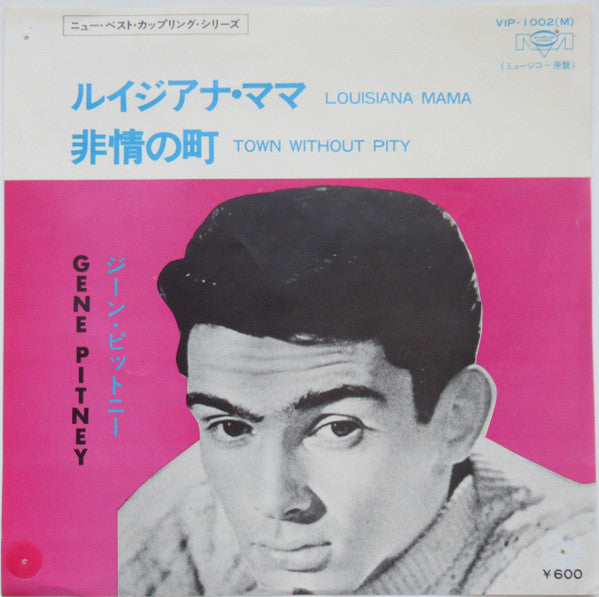 ニュー・ベスト・カップリング・シリーズ
VIP-1002(M)
(ミュージコー原盤)
ルイジアナ・ママ LOUISIANA MAMA
非情の町 TOWN WITHOUT PITY
ジーン・ピットニー
GENE PITNEY
¥600